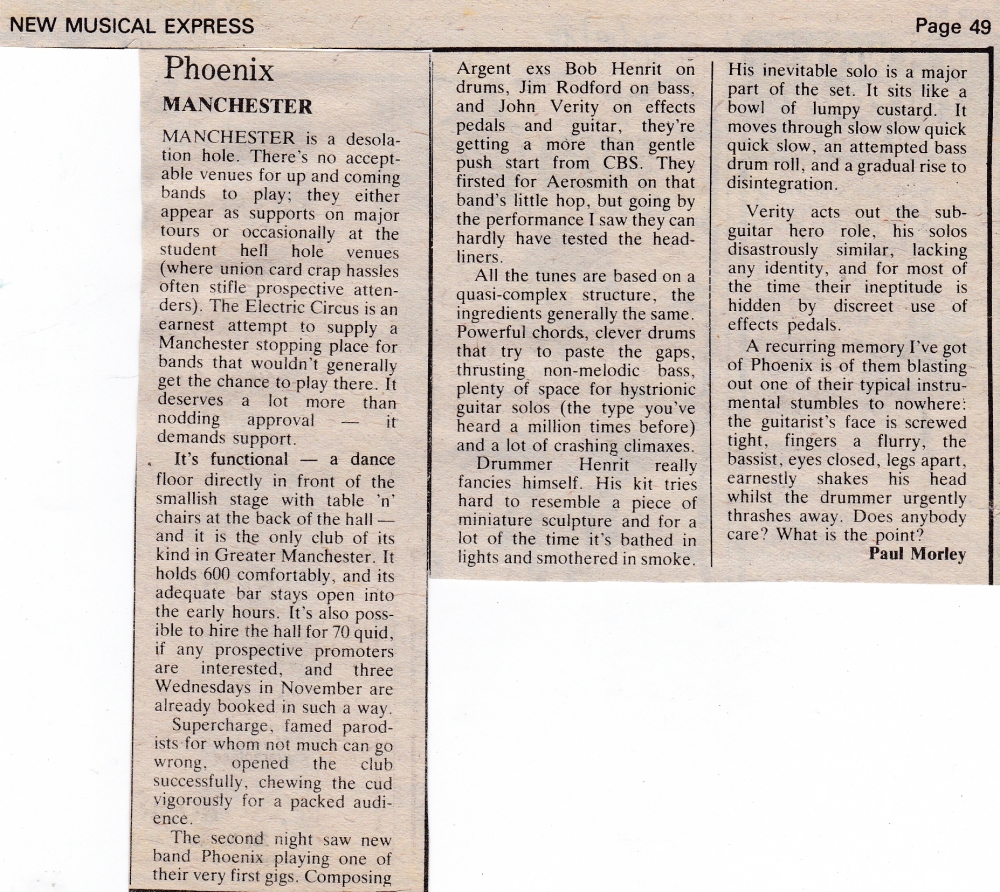 NEW MUSICAL EXPRESS
Page 49
Phoenix
MANCHESTER
MANCHESTER is a desola-
tion hole. There's no accept-
able venues for up and coming
bands to play; they either
appear as supports on major
tours or occasionally at the
student hell hole venues
(where union card crap hassles
often stifle prospective atten-
ders). The Electric Circus is an
earnest attempt to supply a
Manchester stopping place for
bands that wouldn't generally
get the chance to play there. It
deserves a lot more than
nodding approval — it
demands support.
It's functional — a dance
floor directly in front of the
smallish stage with table 'n'
chairs at the back of the hall —
and it is the only club of its
kind in Greater Manchester. It
holds 600 comfortably, and its
adequate bar stays open into
the early hours. It's also poss-
ible to hire the hall for 70 quid,
if any prospective promoters
are interested, and three
Wednesdays in November are
already booked in such a way.
Supercharge, famed parod-
ists for whom not much can go
wrong, opened the club
successfully, chewing the cud
vigorously for a packed audi-
ence.
The second night saw new
band Phoenix playing one of
their very first gigs. Composing
Argent exs Bob Henrit on
drums, Jim Rodford on bass,
and John Verity on effects
pedals and guitar, they're
getting a more than gentle
push start from CBS. They
firsted for Aerosmith on that
band's little hop, but going by
the performance I saw they can
hardly have tested the head-
liners.
All the tunes are based on a
quasi-complex structure, the
ingredients generally the same.
Powerful chords, clever drums
that try to paste the gaps,
thrusting non-melodic bass,
plenty of space for hystrionic
guitar solos (the type you've
heard a million times before)
and a lot of crashing climaxes.
Drummer Henrit really
fancies himself. His kit tries
hard to resemble a piece of
miniature sculpture and for a
lot of the time it's bathed in
lights and smothered in smoke.
His inevitable solo is a major
part of the set. It sits like a
bowl of lumpy custard. It
moves through slow slow quick
quick slow, an attempted bass
drum roll, and a gradual rise to
disintegration.
Verity acts out the sub-
guitar hero role, his solos
disastrously similar, lacking
any identity, and for most of
the time their ineptitude is
hidden by discreet use of
effects pedals.
A recurring memory I've got
of Phoenix is of them blasting
out one of their typical instru-
mental stumbles to nowhere:
the guitarist's face is screwed
tight, fingers a flurry, the
bassist, eyes closed, legs apart,
earnestly shakes his head
whilst the drummer urgently
thrashes away. Does anybody
care? What is the point?
Paul Morley